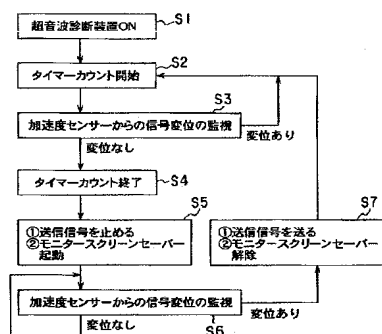 超音波診断装置ON
S1
タイマーカウント開始
S2
加速度センサーからの信号変位の監視
S3
変位あり
変位なし
タイマーカウント終了
S4
①送信信号を止める
②モニタースクリーンセーバー
起動
S5
①送信信号を送る
②モニタースクリーンセーバー
解除
S7
加速度センサーからの信号変位の監視
変位あり
変位なし
S6